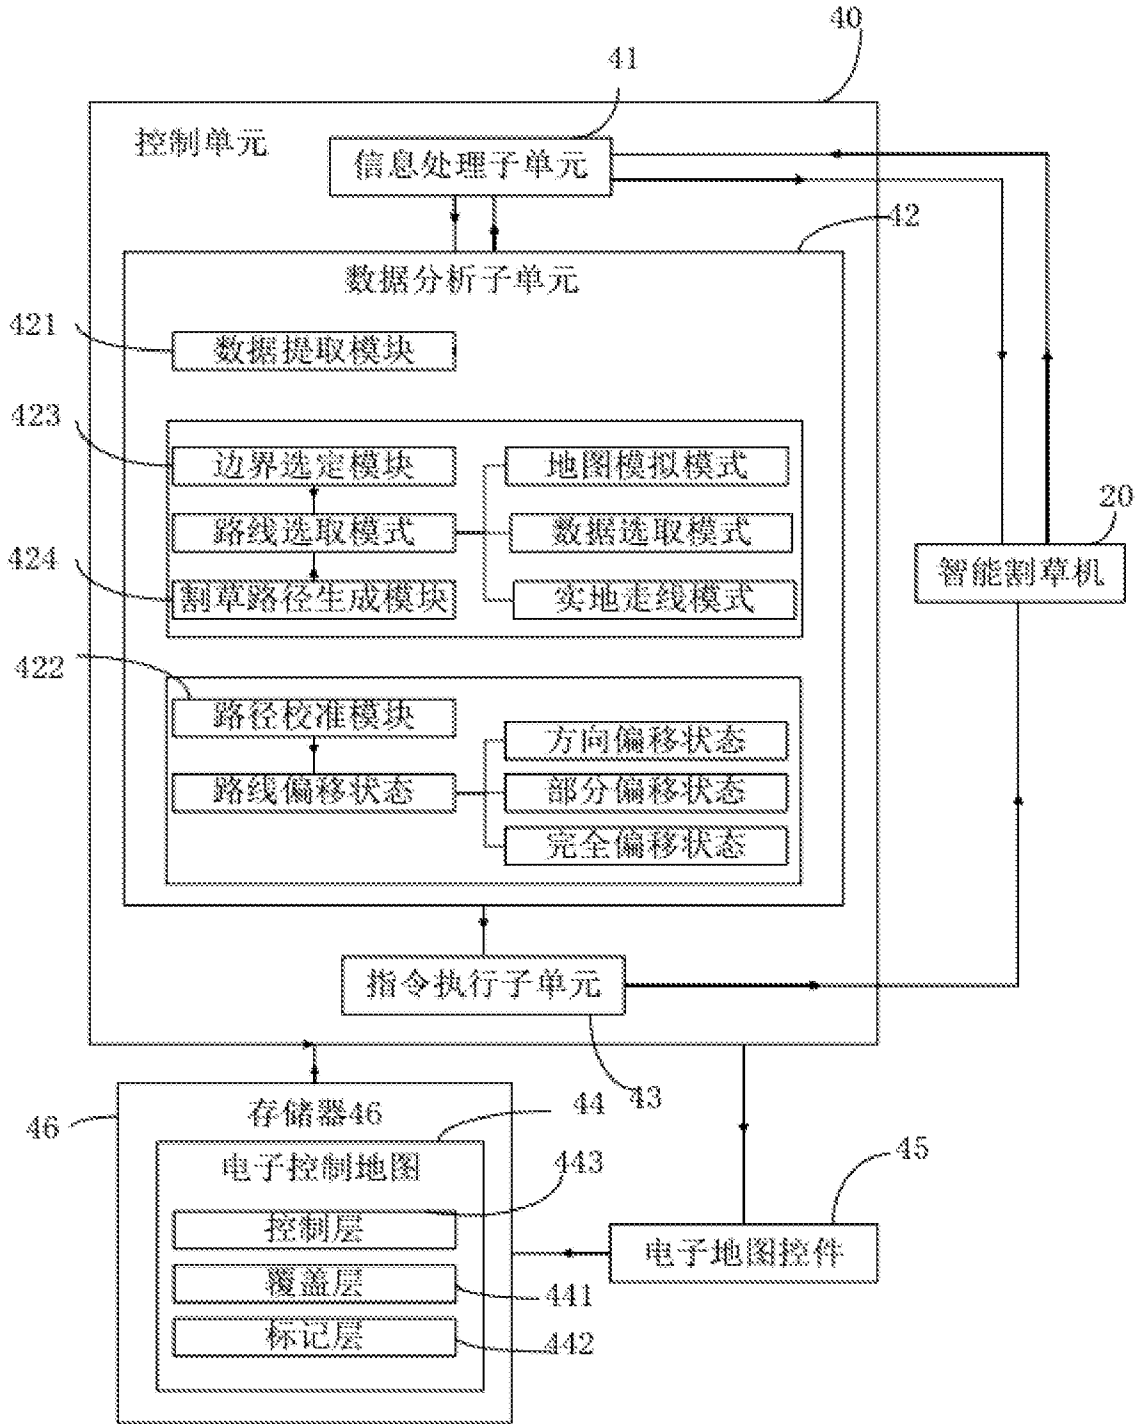 40
41
控制单元
信息处理子单元
42
数据分析子单元
421
数据提取模块
423
边界选定模块
地图模拟模式
路线选取模式
数据选取模式
20
424
割草路径生成模块
实地走线模式
智能割草机
422
路径校准模块
方向偏移状态
路线偏移状态
部分偏移状态
完全偏移状态
指令执行子单元
43
46
存储器46
44
电子控制地图
443
45
控制层
电子地图控件
覆盖层
441
标记层
442